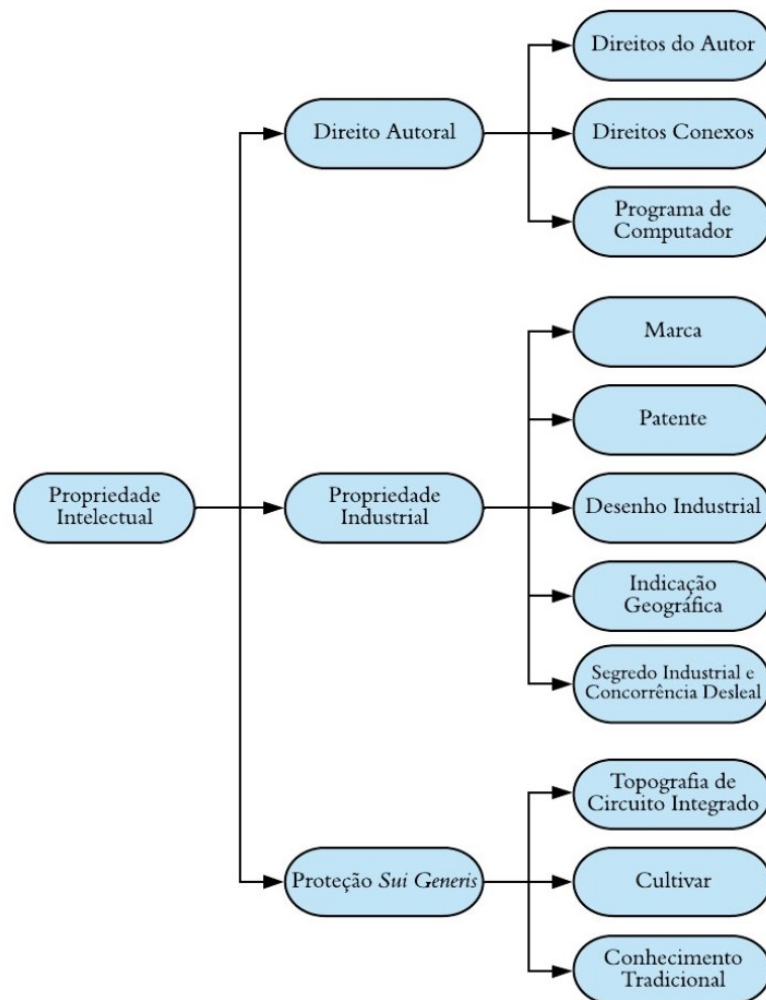 Direitos do Autor
Direito Autoral
Direitos Conexos
Programa de
Computador
Marca
Patente
Propriedade
Intelectual
Propriedade
Industrial
Desenho Industrial
Indicação
Geográfica
Segredo Industrial e
Concorrência Desleal
Topografia de
Circuito Integrado
Proteção Sui Generis
Cultivar
Conhecimento
Tradicional